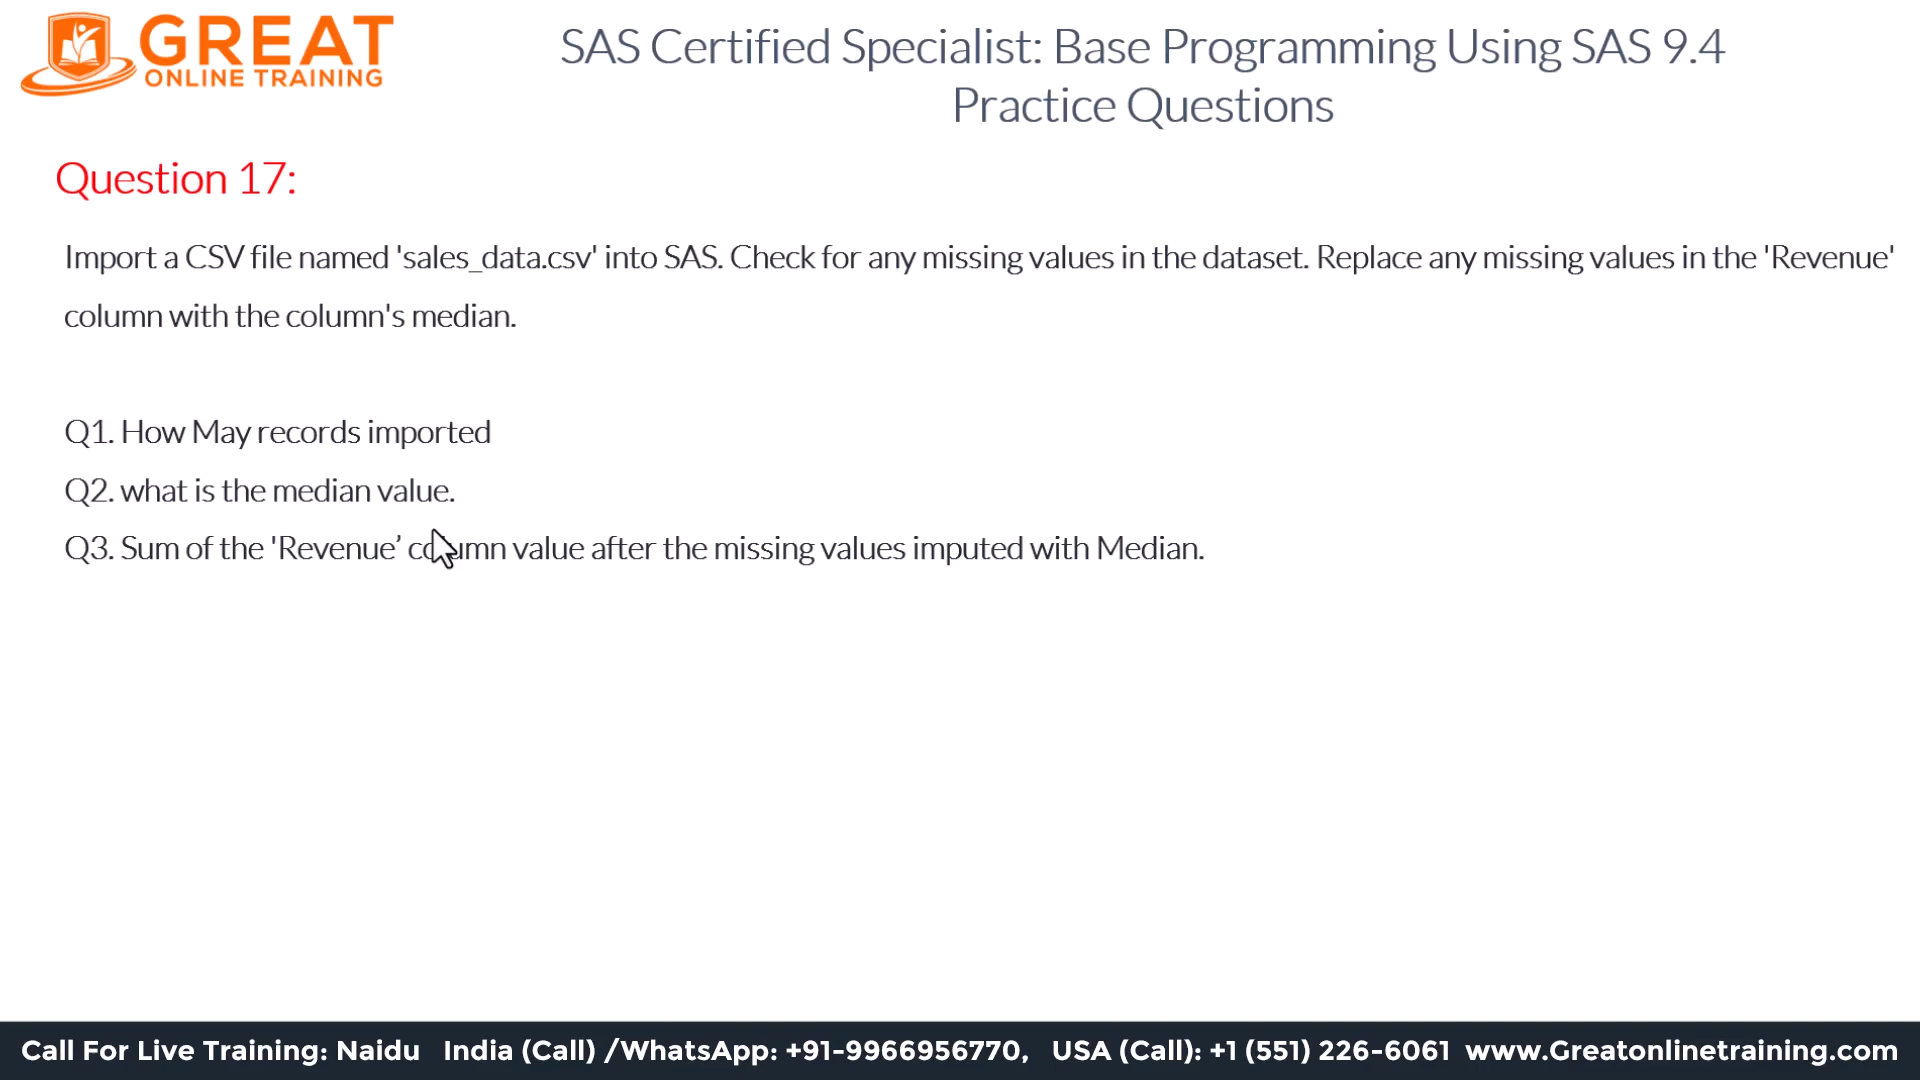 GREAT
ONLINE TRAINING
SAS Certified Specialist: Base Programming Using SAS 9.4
Practice Questions
Question 17:
Import a CSV file named 'sales_data.csv' into SAS. Check for any missing values in the dataset. Replace any missing values in the 'Revenue'
column with the column's median.
Q1. How May records imported
Q2. what is the median value.
Q3. Sum of the 'Revenue’ column value after the missing values imputed with Median.
Call For Live Training: Naidu India (Call) /WhatsApp: +91-9966956770, USA (Call): +1 (551) 226-6061 www.Greatonlinetraining.com